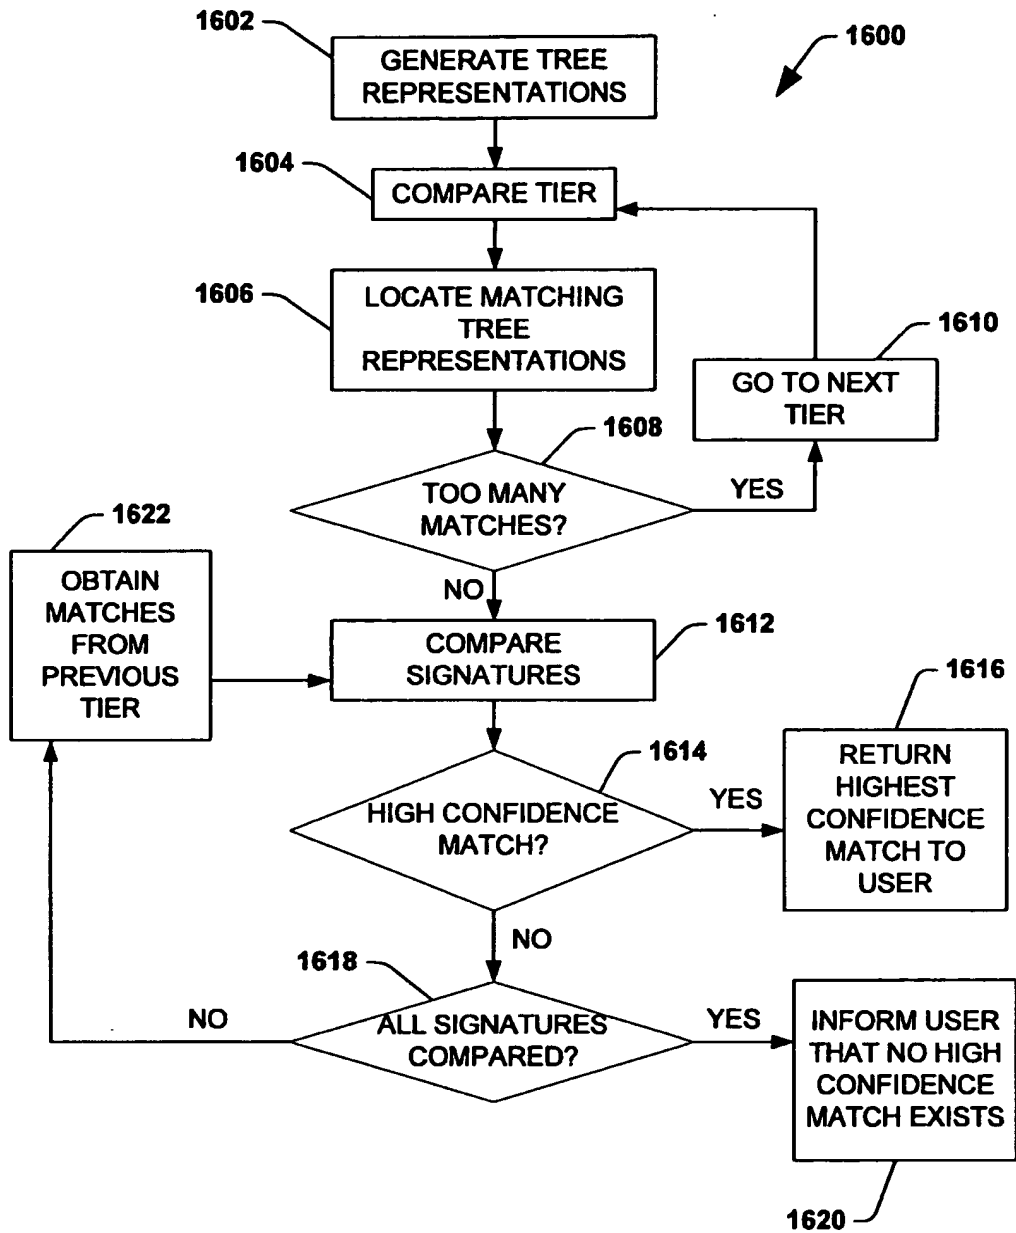 1602
GENERATE TREE
REPRESENTATIONS
1600
1604
COMPARE TIER
1606
LOCATE MATCHING
TREE
REPRESENTATIONS
1610
GO TO NEXT
TIER
1608
TOO MANY
MATCHES?
YES
NO
1622
OBTAIN
MATCHES
FROM
PREVIOUS
TIER
1612
COMPARE
SIGNATURES
1614
HIGH CONFIDENCE
MATCH?
YES
1616
RETURN
HIGHEST
CONFIDENCE
MATCH TO
USER
NO
1618
ALL SIGNATURES
COMPARED?
NO
YES
INFORM USER
THAT NO HIGH
CONFIDENCE
MATCH EXISTS
1620